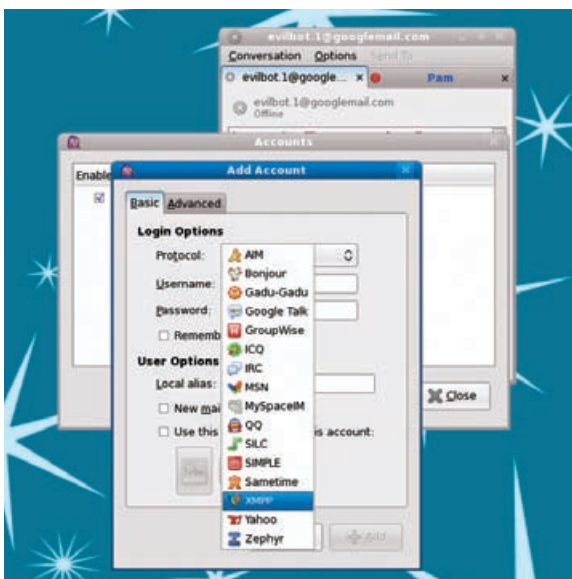 evilbot.1@googlemail.com
Conversation Options Send To
evilbot.1@google... Pam
evilbot.1@googlemail.com
Offline
Accounts
Enable
Add Account
Basic Advanced
Login Options
Protocol:
AIM
Bonjour
Username:
Gadu-Gadu
Password:
Google Talk
Rememb
GroupWise
ICQ
User Options
IRC
Local alias:
MSN
Close
New mai
MySpaceIM
Use this
QQ
is account:
SILC
SIMPLE
Sametime
XMPP
Yahoo
Add
Zephyr